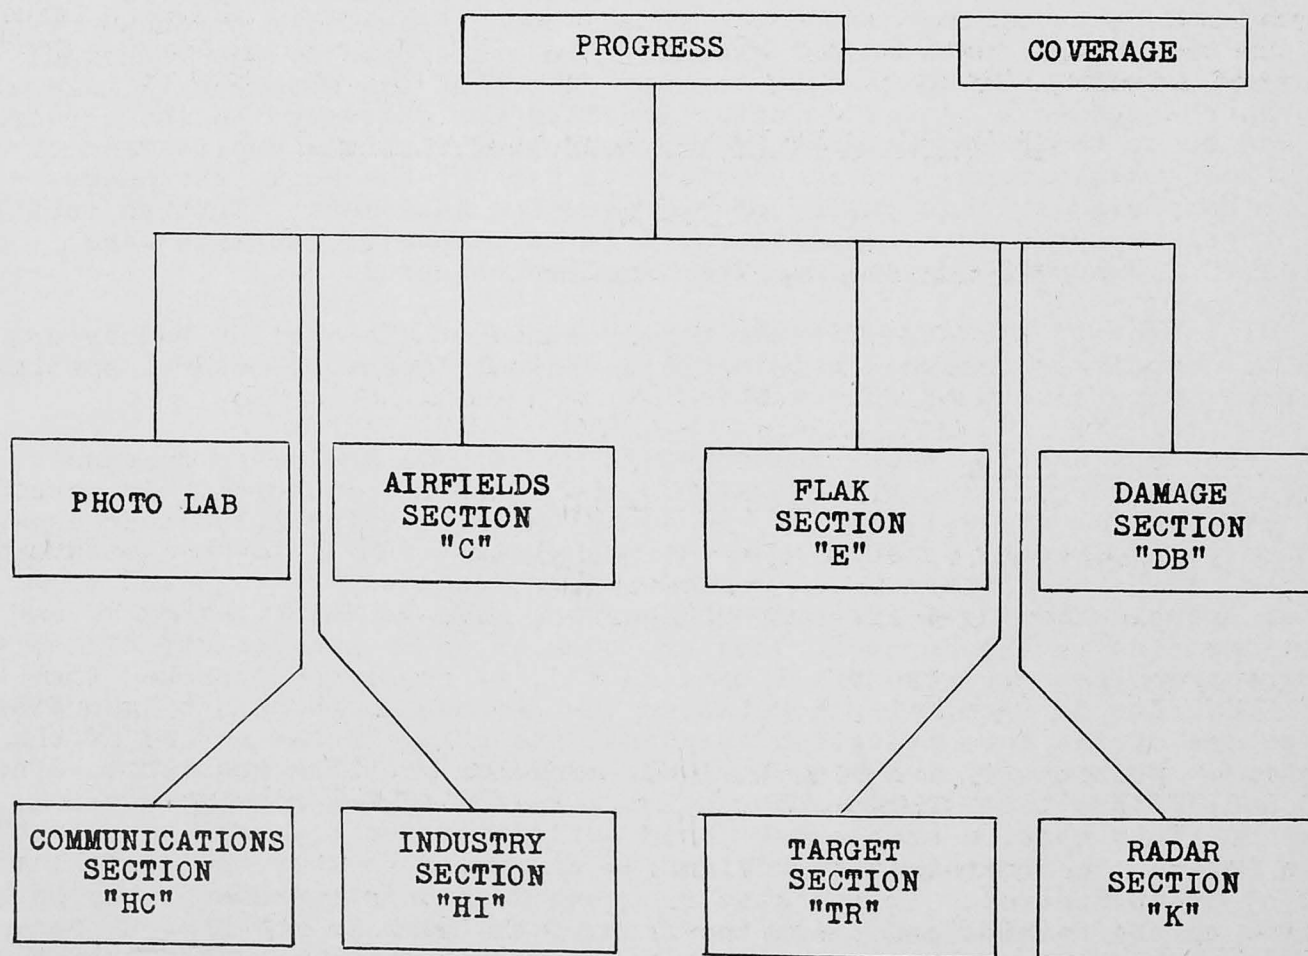 PROGRESS
COVERAGE
PHOTO LAB
AIRFIELDS
SECTION
"C"
FLAK
SECTION
"E"
DAMAGE
SECTION
"DB"
COMMUNICATIONS
SECTION
"HC"
INDUSTRY
SECTION
"HI"
TARGET
SECTION
"TR"
RADAR
SECTION
"K"